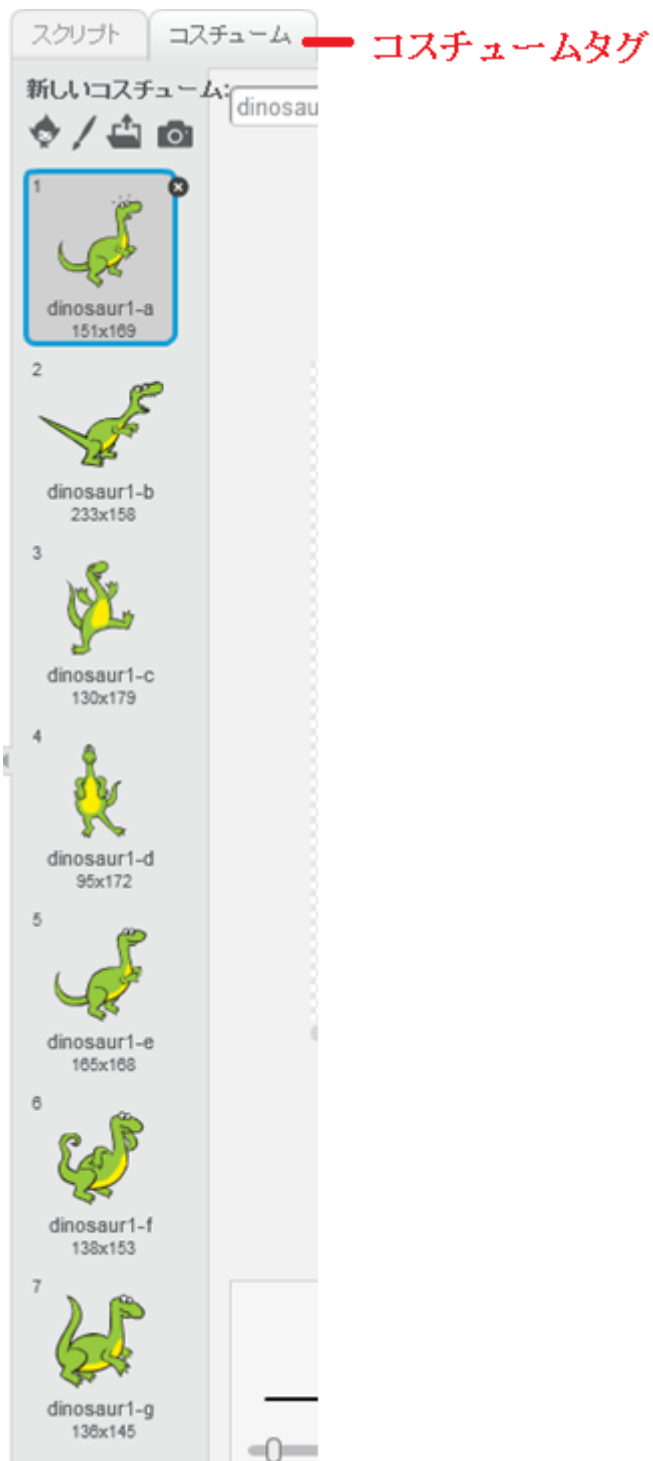 スクリプト コスチューム コスチュームタグ
新しいコスチューム:
dinosau
1
dinosaur1-a
151x169
2
dinosaur1-b
233x158
3
dinosaur1-c
130x179
4
dinosaur1-d
95x172
5
dinosaur1-e
165x168
6
dinosaur1-f
138x153
7
dinosaur1-g
136x145